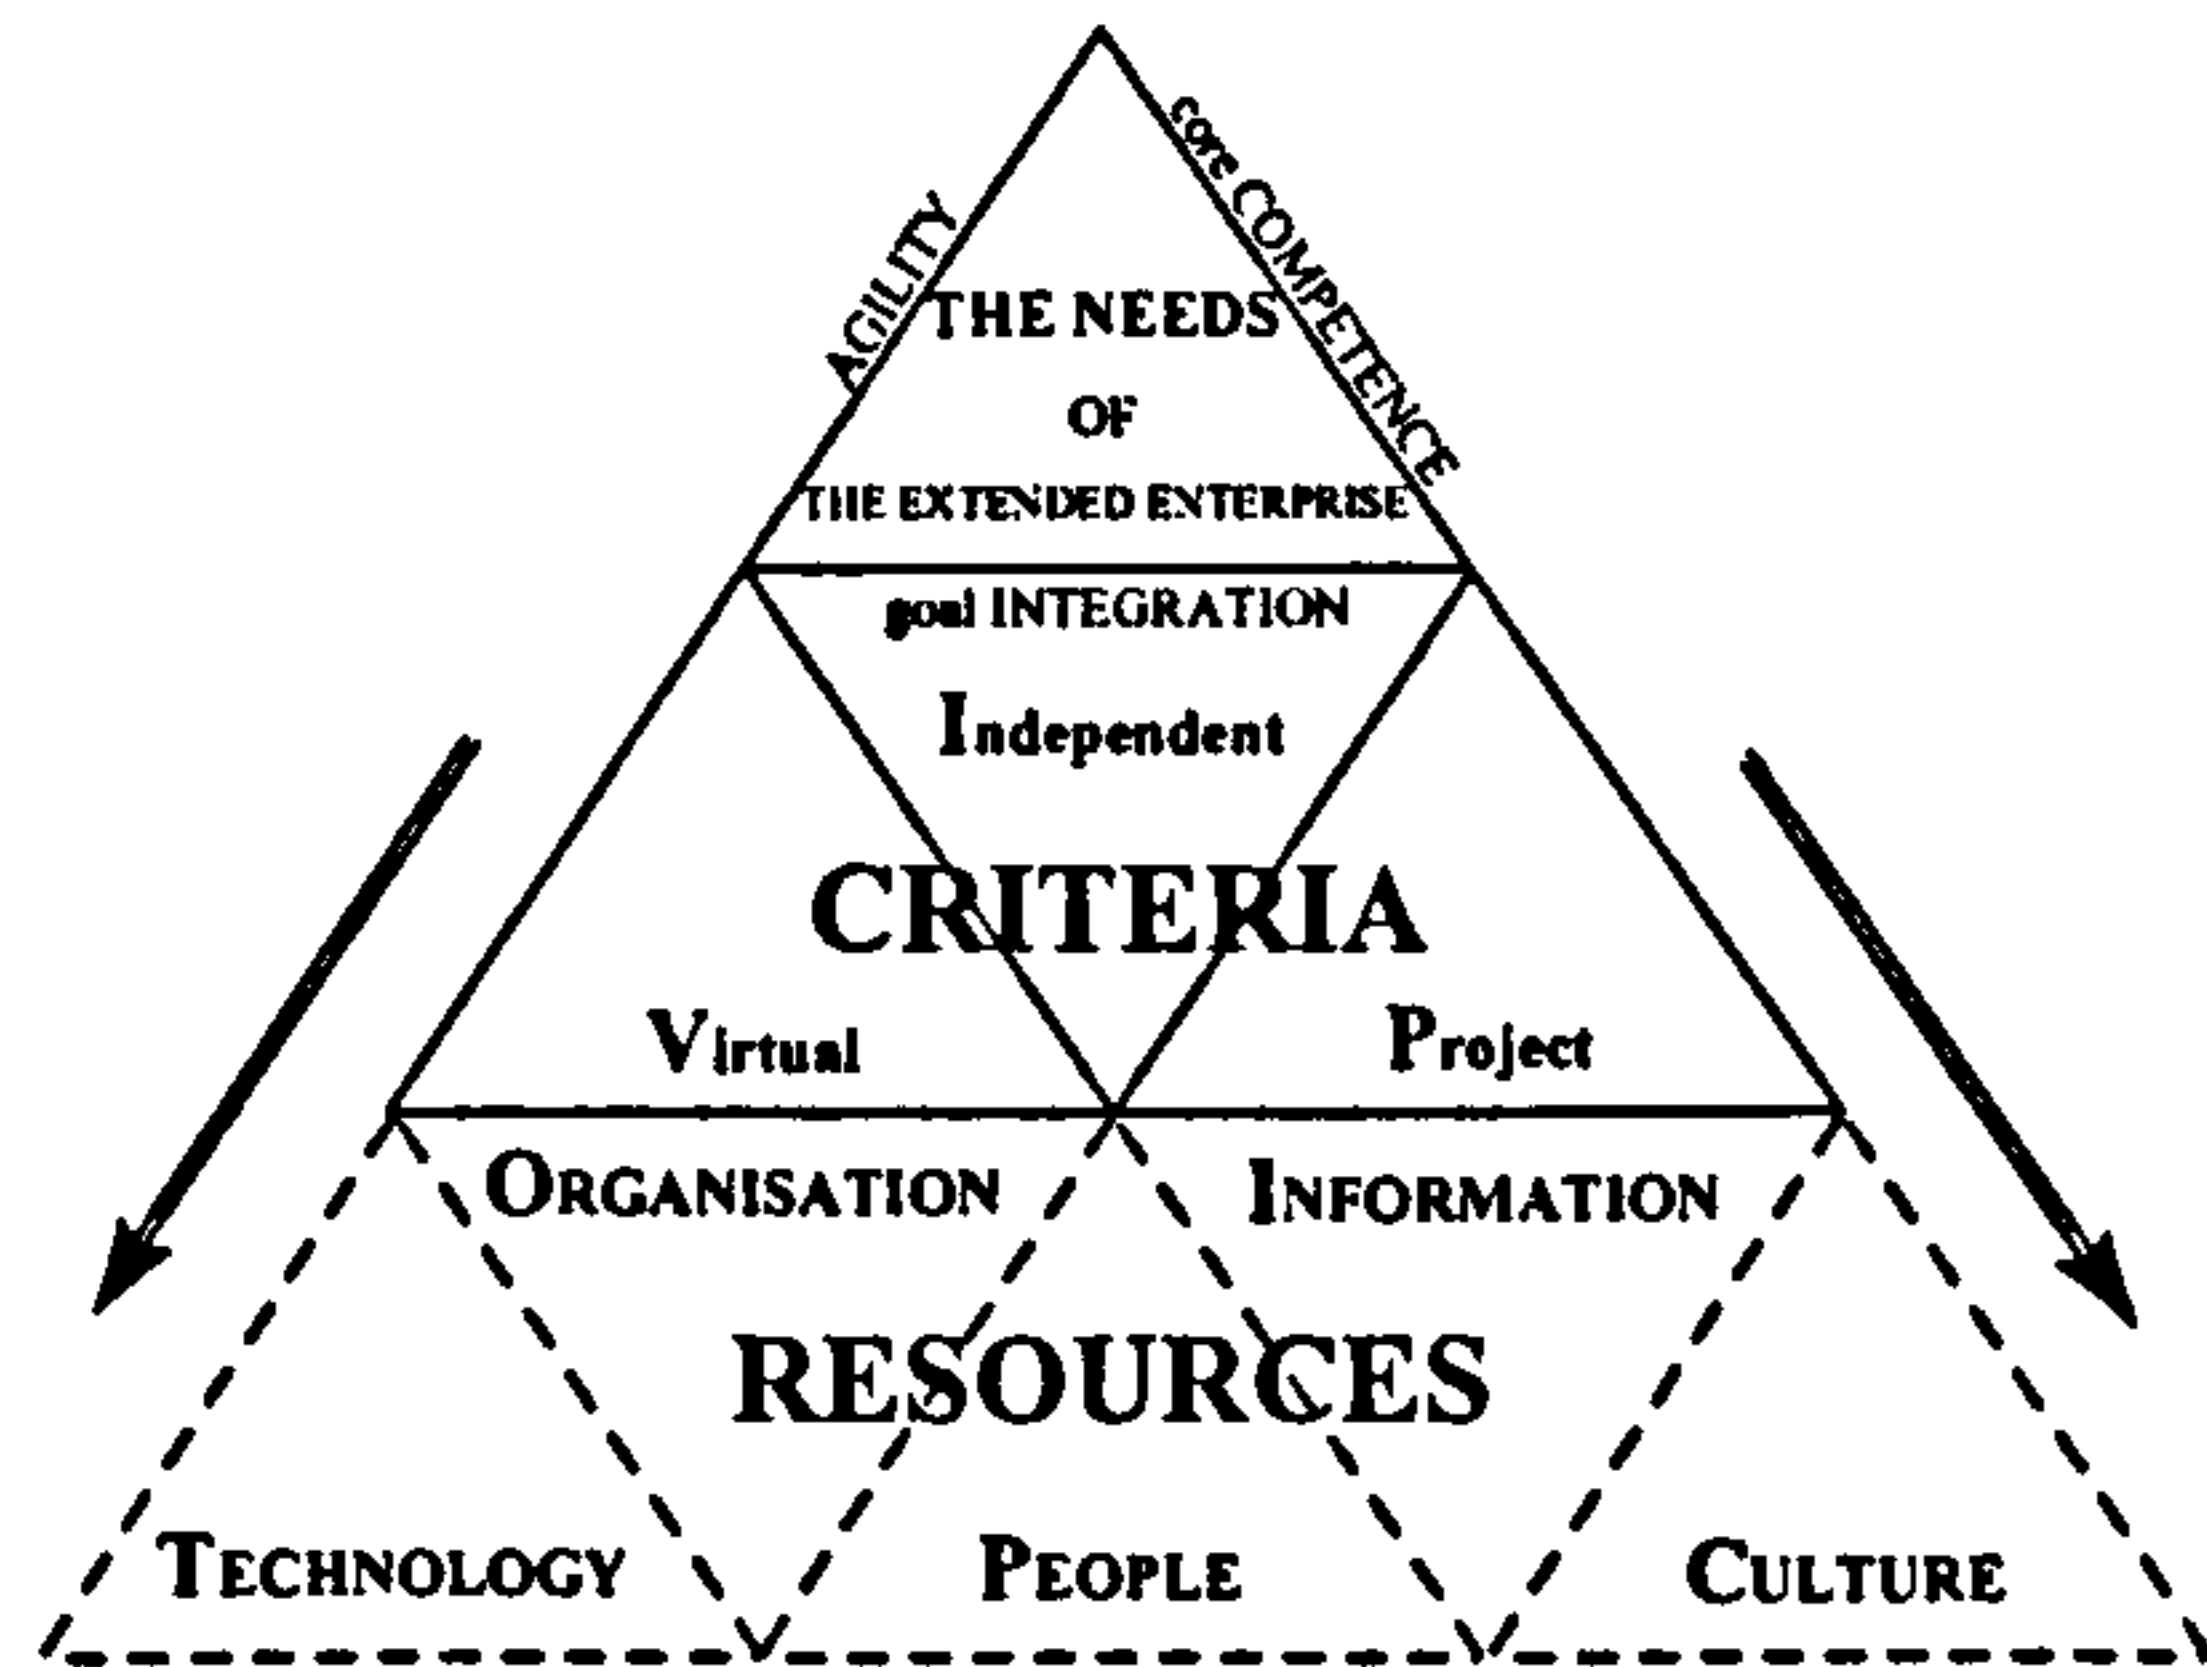 AGILITY
core COMPETENCE
THE NEEDS
OF
THE EXTENDED ENTERPRISE
goal INTEGRATION
Independent
CRITERIA
Virtual
Project
ORGANISATION
INFORMATION
RESOURCES
TECHNOLOGY
PEOPLE
CULTURE